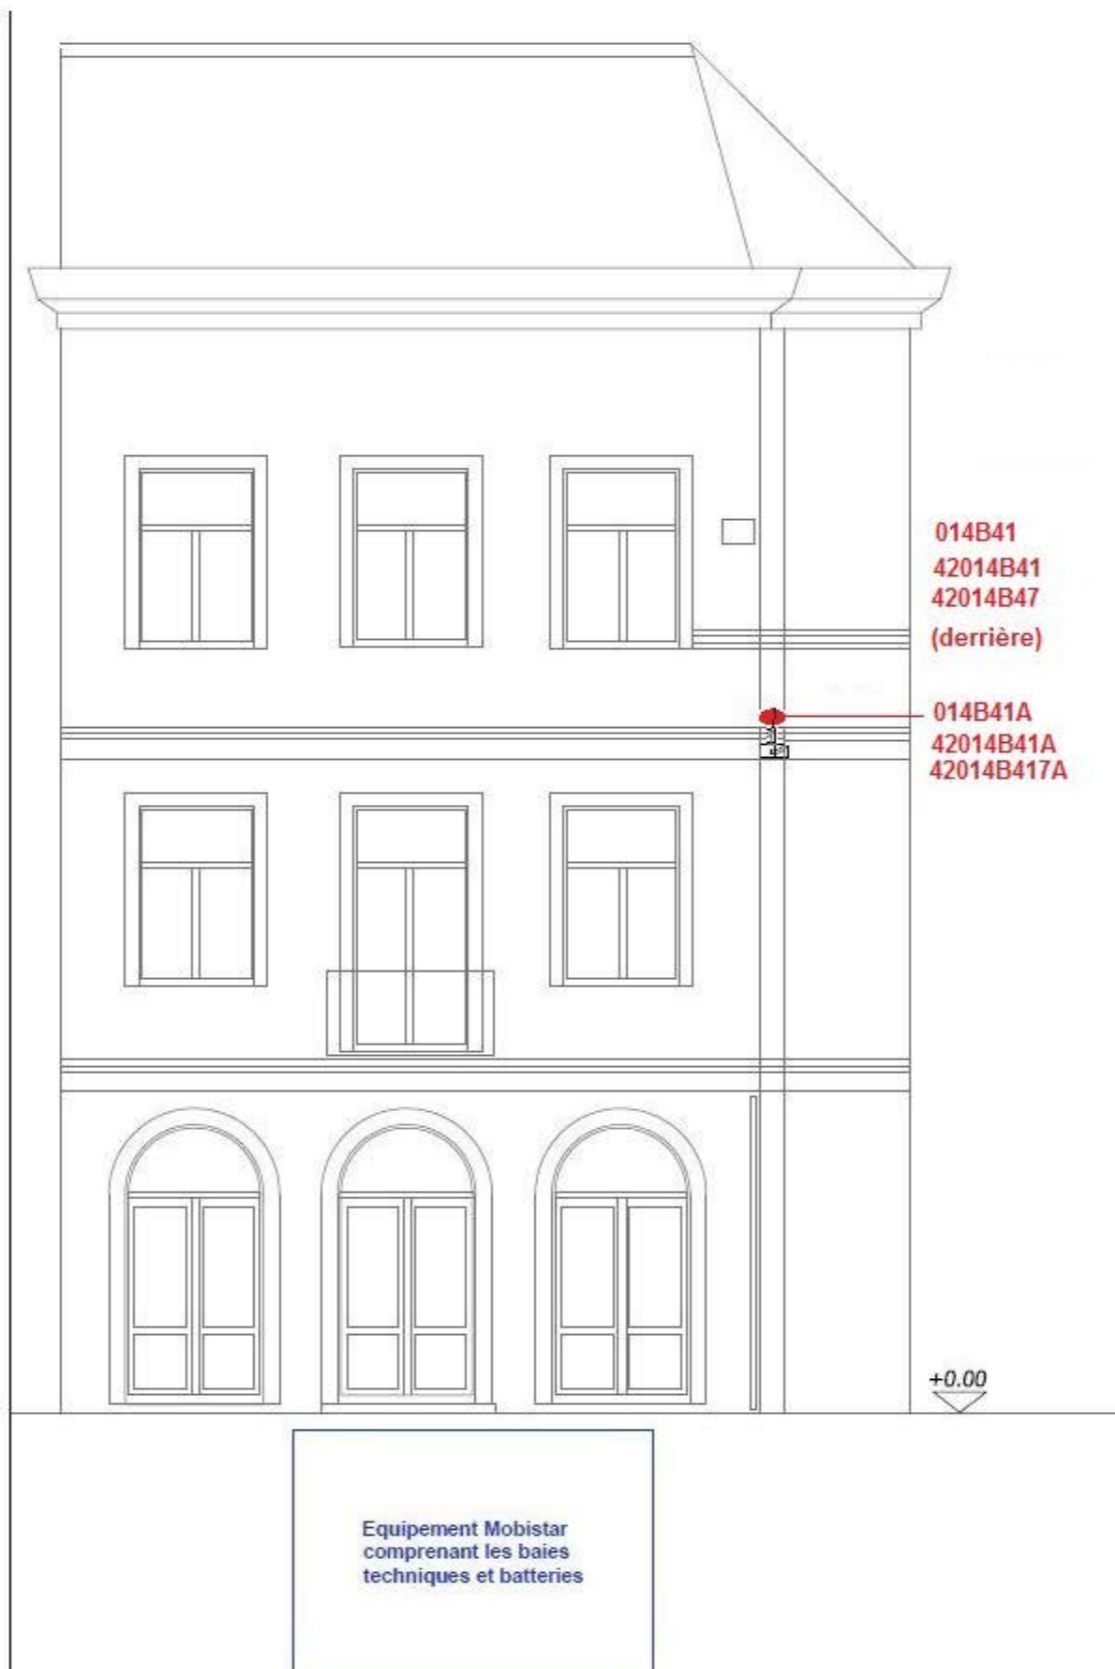 014B41
42014B41
42014B47
(derrière)
014B41A
42014B41A
42014B417A
+0.00
Equipement Mobistar
comprenant les baies
techniques et batteries